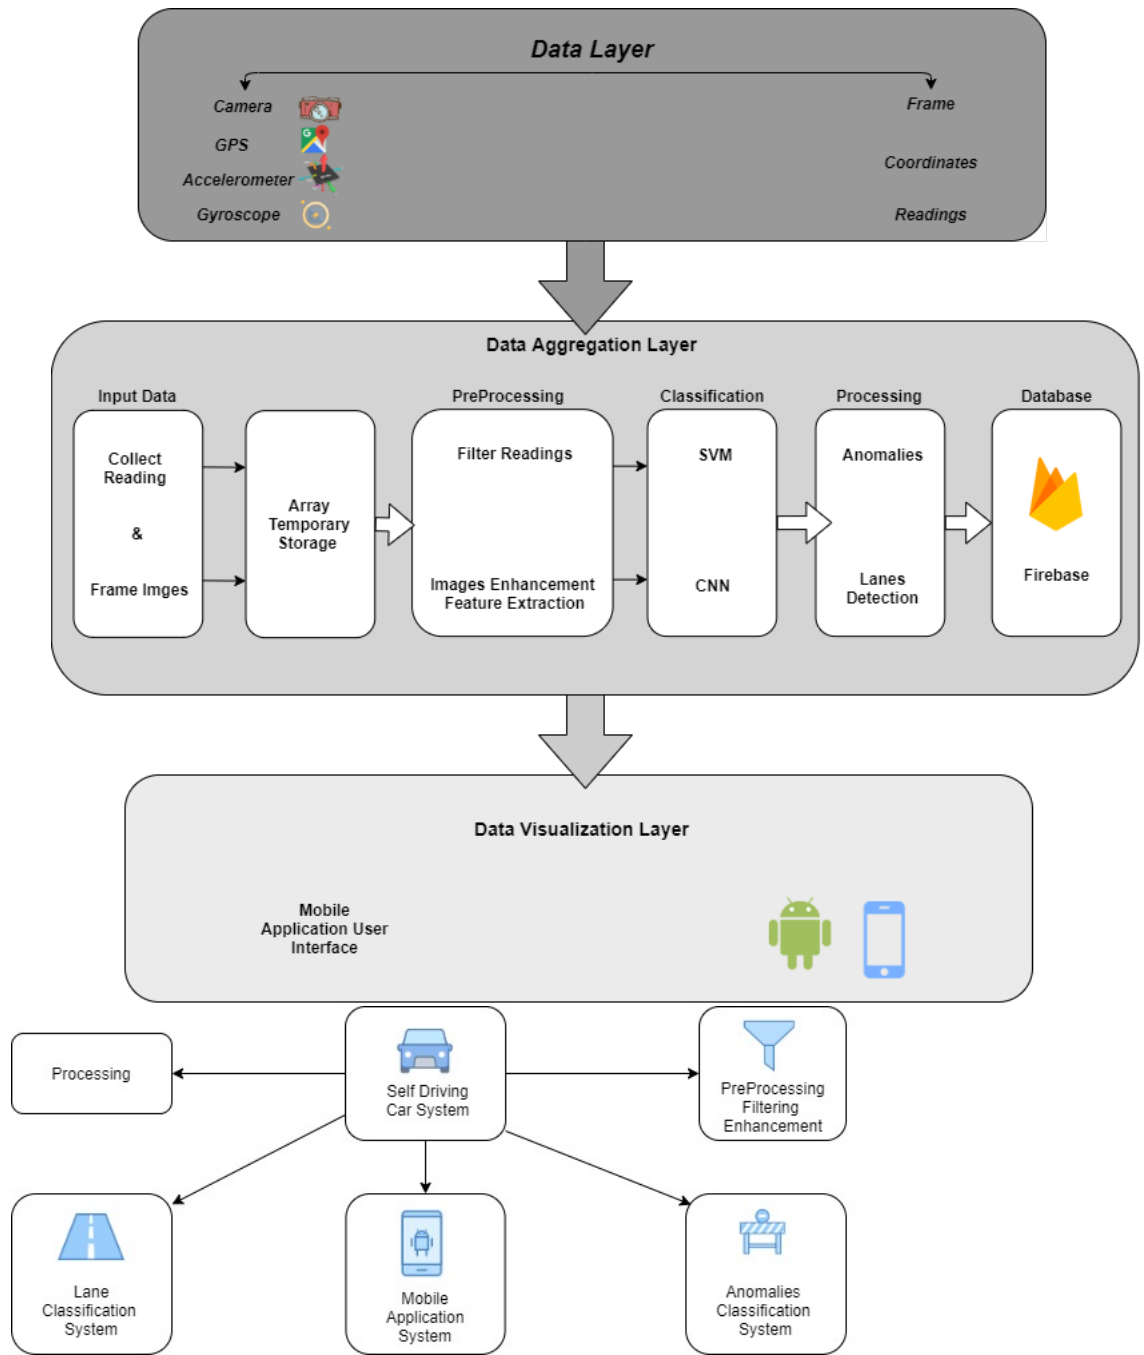 Data Layer
Camera
Frame
GPS
Coordinates
Accelerometer
Gyroscope
Readings
Data Aggregation Layer
Input Data
PreProcessing
Classification
Processing
Database
Collect
Reading
&
Frame Imges
Array
Temporary
Storage
Filter Readings
Images Enhancement
Feature Extraction
SVM
CNN
Anomalies
Lanes
Detection
Firebase
Data Visualization Layer
Mobile
Application User
Interface
Processing
Self Driving
Car System
PreProcessing
Filtering
Enhancement
Lane
Classification
System
Mobile
Application
System
Anomalies
Classification
System